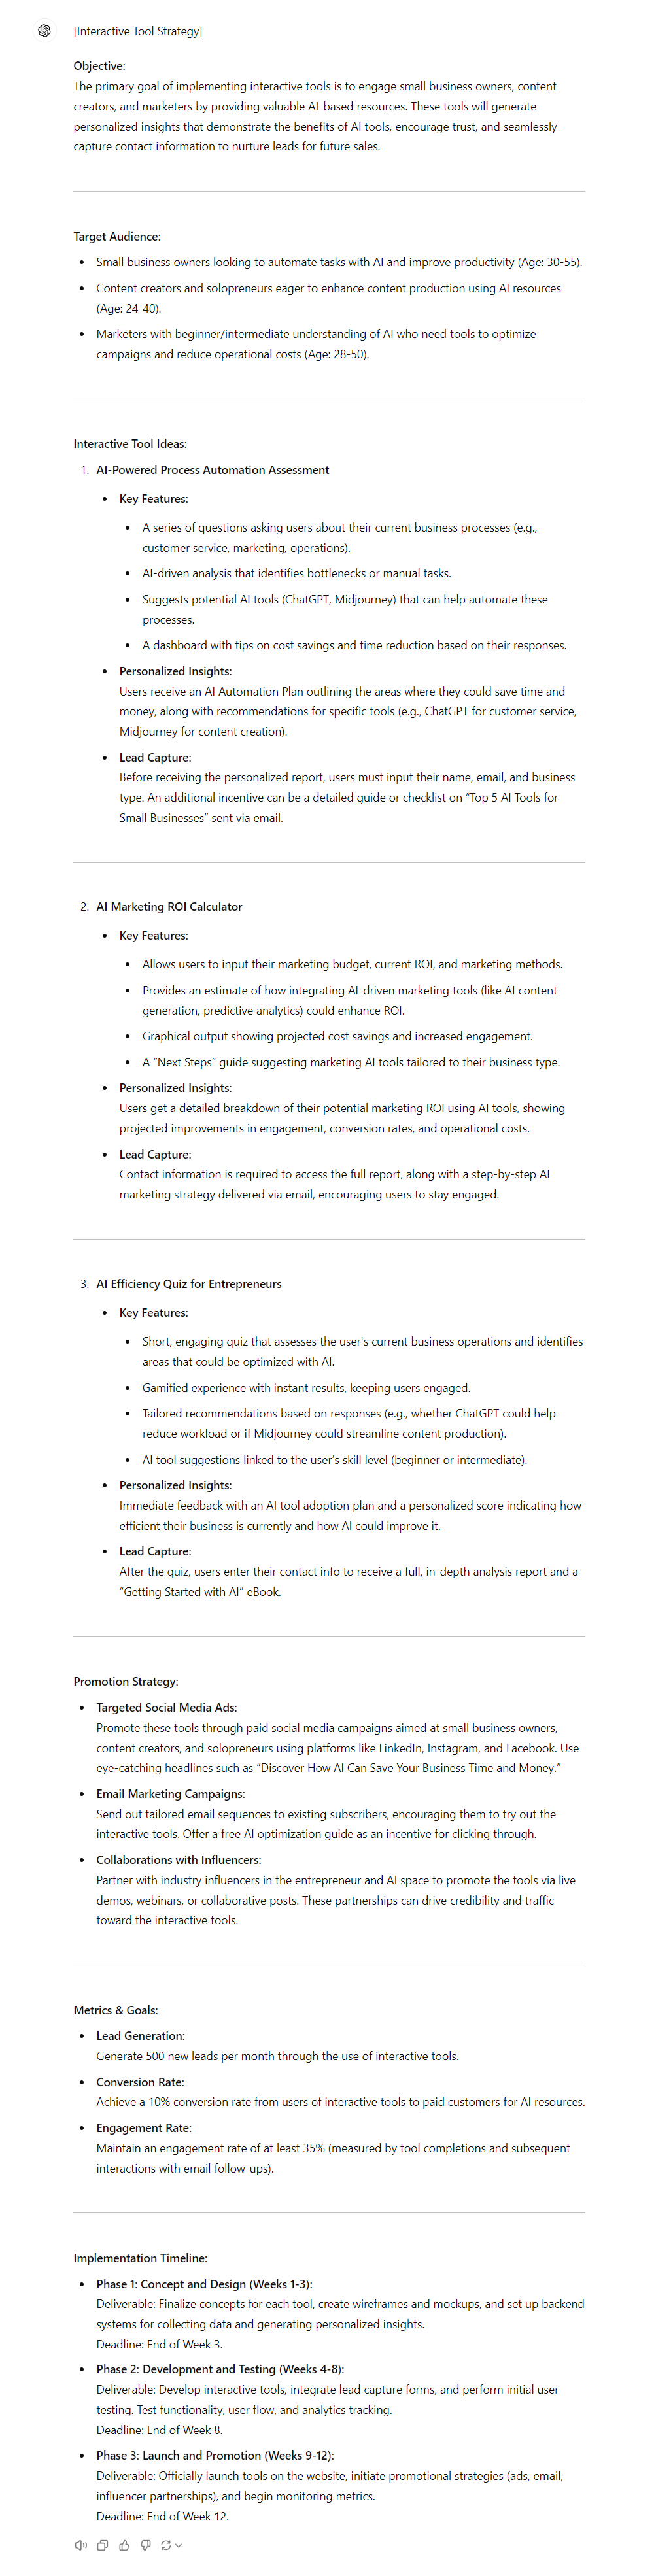 [Interactive Tool Strategy]
Objective:
The primary goal of implementing interactive tools is to engage small business owners, content
creators, and marketers by providing valuable AI-based resources. These tools will generate
personalized insights that demonstrate the benefits of AI tools, encourage trust, and seamlessly
capture contact information to nurture leads for future sales.
Target Audience:
• Small business owners looking to automate tasks with AI and improve productivity (Age: 30-55).
• Content creators and solopreneurs eager to enhance content production using AI resources
(Age: 24-40).
• Marketers with beginner/intermediate understanding of AI who need tools to optimize
campaigns and reduce operational costs (Age: 28-50).
Interactive Tool Ideas:
1. AI-Powered Process Automation Assessment
• Key Features:
• A series of questions asking users about their current business processes (e.g.,
customer service, marketing, operations).
• AI-driven analysis that identifies bottlenecks or manual tasks.
• Suggests potential AI tools (ChatGPT, Midjourney) that can help automate these
processes.
• A dashboard with tips on cost savings and time reduction based on their responses.
• Personalized Insights:
Users receive an AI Automation Plan outlining the areas where they could save time and
money, along with recommendations for specific tools (e.g., ChatGPT for customer service,
Midjourney for content creation).
• Lead Capture:
Before receiving the personalized report, users must input their name, email, and business
type. An additional incentive can be a detailed guide or checklist on "Top 5 AI Tools for
Small Businesses" sent via email.
2. AI Marketing ROI Calculator
• Key Features:
• Allows users to input their marketing budget, current ROI, and marketing methods.
• Provides an estimate of how integrating AI-driven marketing tools (like AI content
generation, predictive analytics) could enhance ROI.
• Graphical output showing projected cost savings and increased engagement.
• A "Next Steps" guide suggesting marketing AI tools tailored to their business type.
• Personalized Insights:
Users get a detailed breakdown of their potential marketing ROI using AI tools, showing
projected improvements in engagement, conversion rates, and operational costs.
• Lead Capture:
Contact information is required to access the full report, along with a step-by-step AI
marketing strategy delivered via email, encouraging users to stay engaged.
3. AI Efficiency Quiz for Entrepreneurs
• Key Features:
• Short, engaging quiz that assesses the user's current business operations and identifies
areas that could be optimized with AI.
• Gamified experience with instant results, keeping users engaged.
• Tailored recommendations based on responses (e.g., whether ChatGPT could help
reduce workload or if Midjourney could streamline content production).
• AI tool suggestions linked to the user's skill level (beginner or intermediate).
• Personalized Insights:
Immediate feedback with an AI tool adoption plan and a personalized score indicating how
efficient their business is currently and how AI could improve it.
• Lead Capture:
After the quiz, users enter their contact info to receive a full, in-depth analysis report and a
"Getting Started with AI" eBook.
Promotion Strategy:
• Targeted Social Media Ads:
Promote these tools through paid social media campaigns aimed at small business owners,
content creators, and solopreneurs using platforms like LinkedIn, Instagram, and Facebook. Use
eye-catching headlines such as "Discover How AI Can Save Your Business Time and Money."
• Email Marketing Campaigns:
Send out tailored email sequences to existing subscribers, encouraging them to try out the
interactive tools. Offer a free AI optimization guide as an incentive for clicking through.
• Collaborations with Influencers:
Partner with industry influencers in the entrepreneur and AI space to promote the tools via live
demos, webinars, or collaborative posts. These partnerships can drive credibility and traffic
toward the interactive tools.
Metrics & Goals:
• Lead Generation:
Generate 500 new leads per month through the use of interactive tools.
• Conversion Rate:
Achieve a 10% conversion rate from users of interactive tools to paid customers for AI resources.
• Engagement Rate:
Maintain an engagement rate of at least 35% (measured by tool completions and subsequent
interactions with email follow-ups).
Implementation Timeline:
• Phase 1: Concept and Design (Weeks 1-3):
Deliverable: Finalize concepts for each tool, create wireframes and mockups, and set up backend
systems for collecting data and generating personalized insights.
Deadline: End of Week 3.
• Phase 2: Development and Testing (Weeks 4-8):
Deliverable: Develop interactive tools, integrate lead capture forms, and perform initial user
testing. Test functionality, user flow, and analytics tracking.
Deadline: End of Week 8.
• Phase 3: Launch and Promotion (Weeks 9-12):
Deliverable: Officially launch tools on the website, initiate promotional strategies (ads, email,
influencer partnerships), and begin monitoring metrics.
Deadline: End of Week 12.